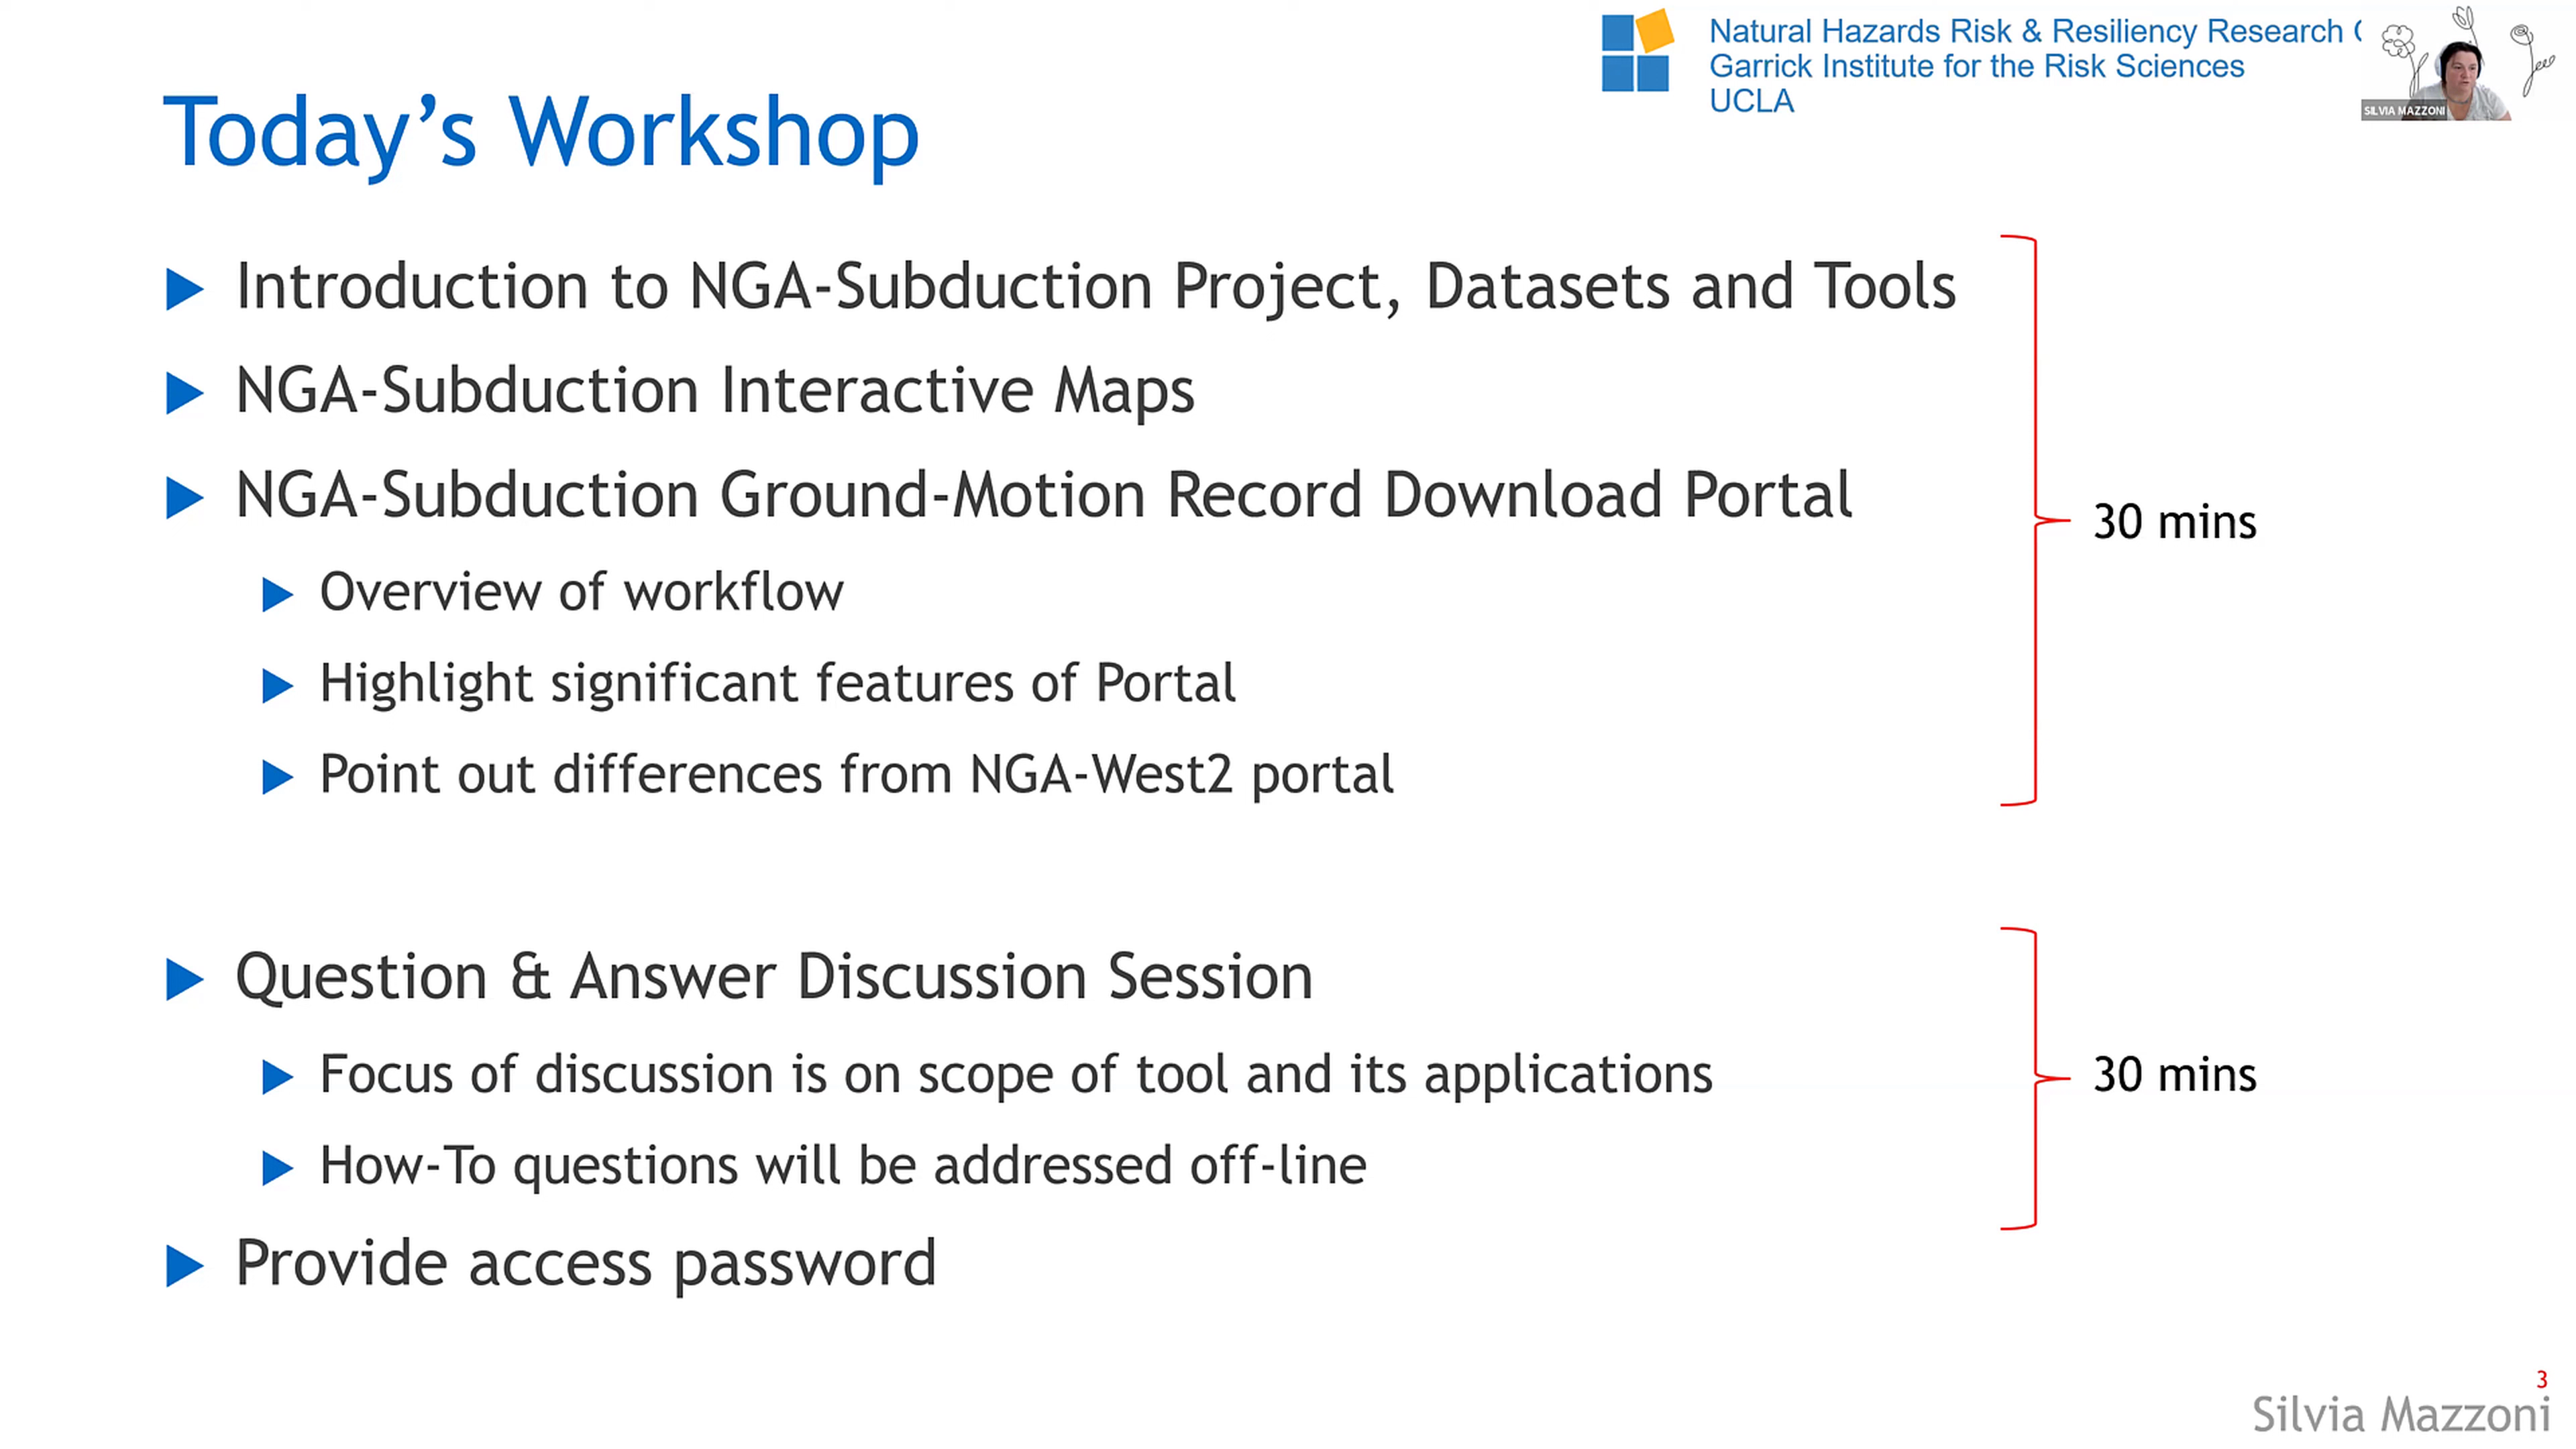 Natural Hazards Risk & Resiliency Research
Garrick Institute for the Risk Sciences
UCLA
SILVIA MAZZONI
Today’s Workshop
Introduction to NGA-Subduction Project, Datasets and Tools
NGA-Subduction Interactive Maps
NGA-Subduction Ground-Motion Record Download Portal
Overview of workflow
Highlight significant features of Portal
Point out differences from NGA-West2 portal
30 mins
Question & Answer Discussion Session
Focus of discussion is on scope of tool and its applications
How-To questions will be addressed off-line
30 mins
Provide access password
3
Silvia Mazzoni